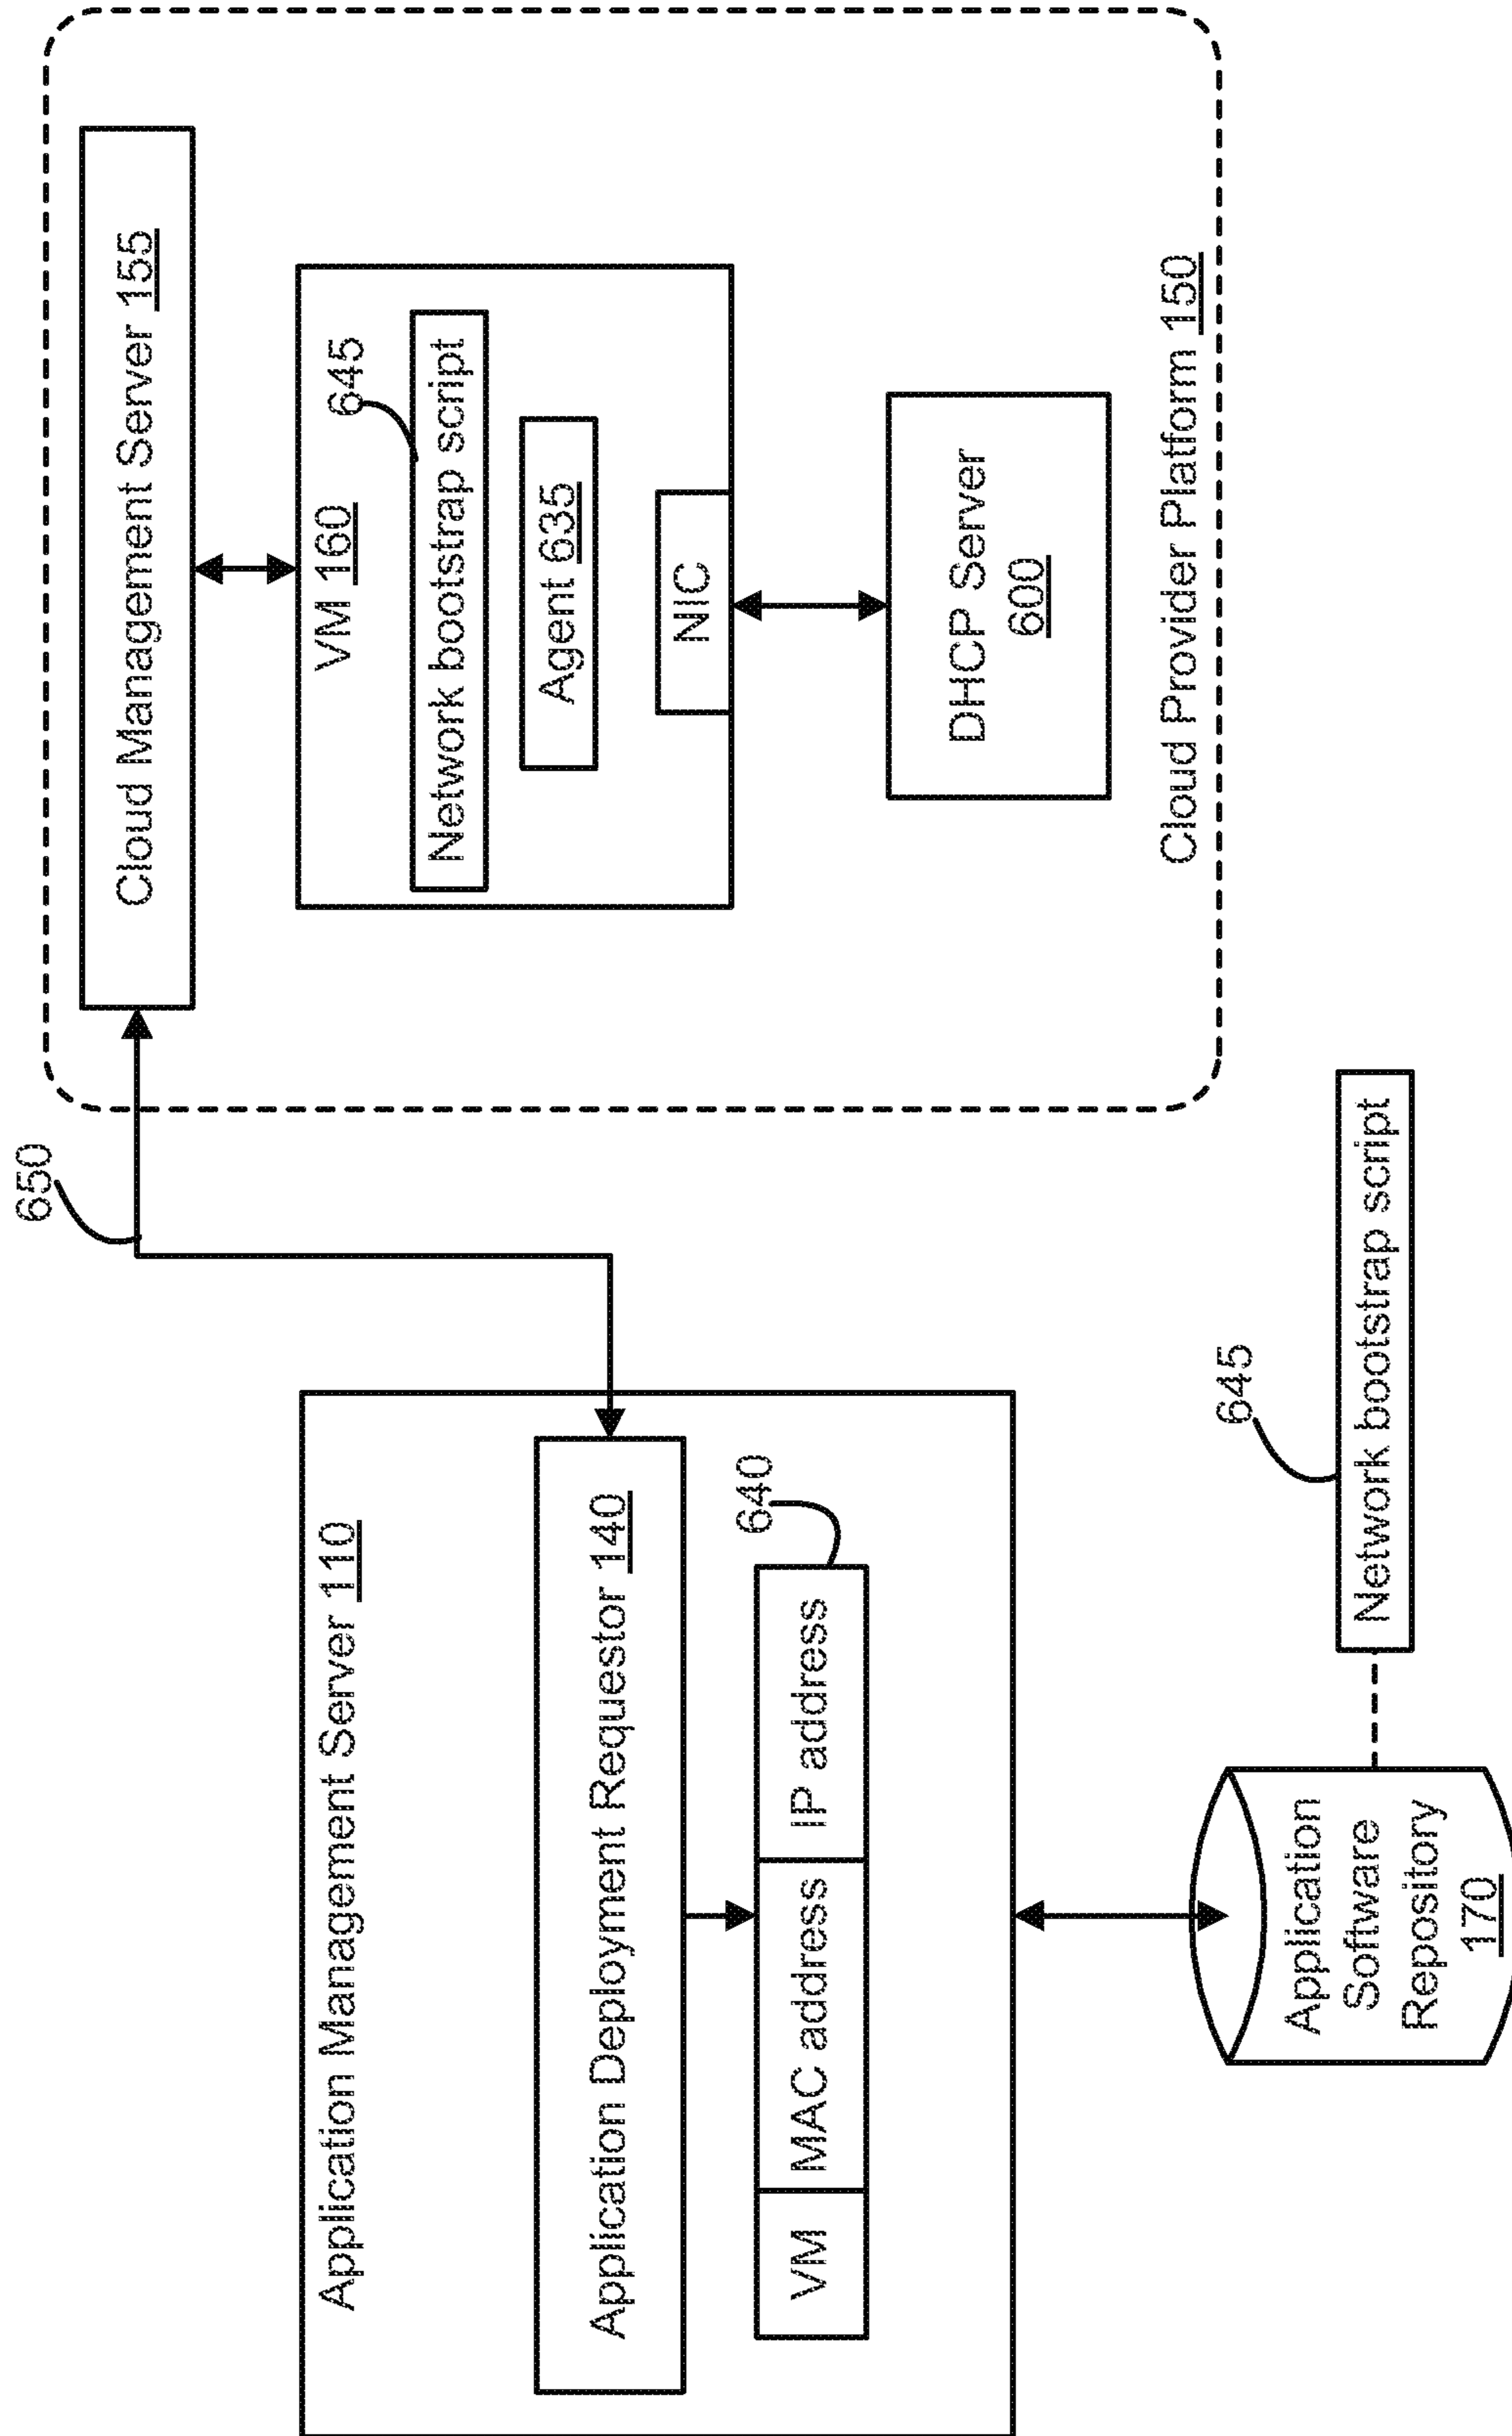 650
Application Management Server 110
Application Deployment Requestor 140
640
VM
MAC address
IP address
Application
Software
Repository
170
645
Network bootstrap script
Cloud Management Server 155
VM 160
645
Network bootstrap script
Agent 635
NIC
DHCP Server
600
Cloud Provider Platform 150